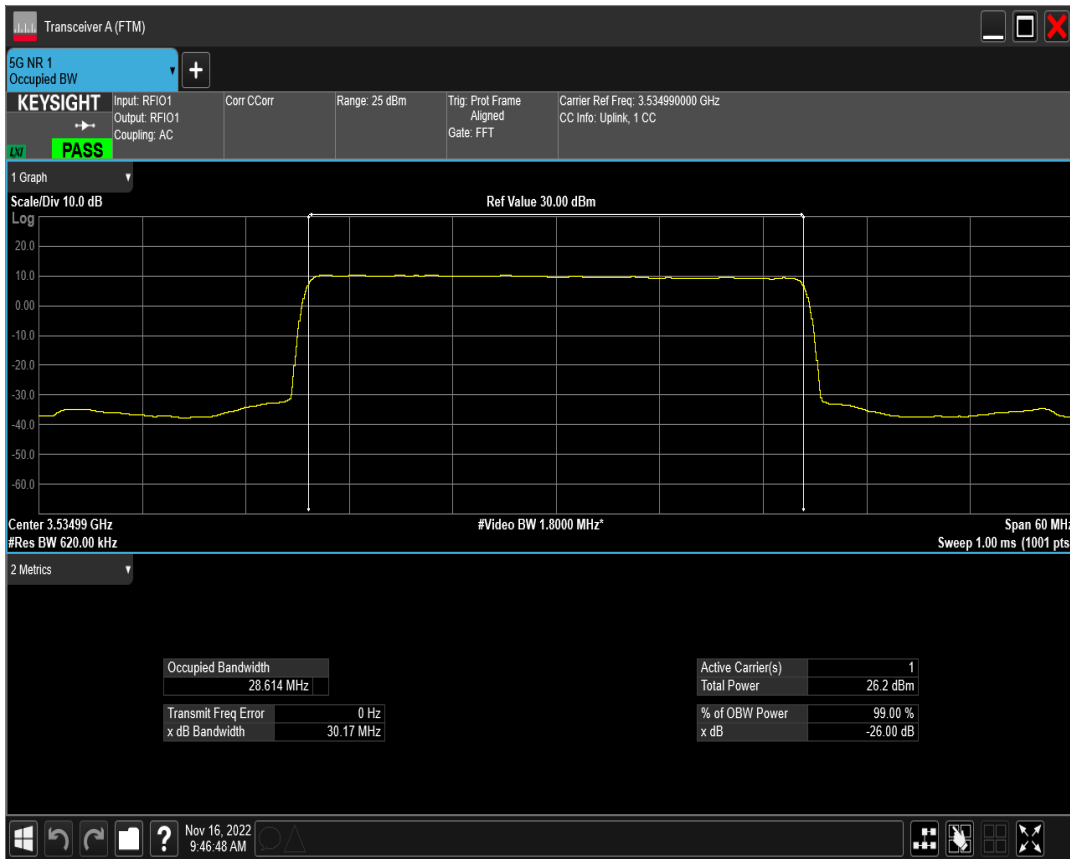 Transceiver A (FTM)
5G NR 1
Occupied BW
+
KEYSIGHT
LXI
PASS
Input: RFIO1
Output: RFIO1
Coupling: AC
Corr CCorr
Range: 25 dBm
Trig: Prot Frame
Aligned
Gate: FFT
Carrier Ref Freq: 3.534990000 GHz
CC Info: Uplink, 1 CC
1 Graph
Scale/Div 10.0 dB
Ref Value 30.00 dBm
Log
20.0
10.0
0.00
-10.0
-20.0
-30.0
-40.0
-50.0
-60.0
Center 3.53499 GHz
#Video BW 1.8000 MHz*
Span 60 MHz
#Res BW 620.00 kHz
Sweep 1.00 ms (1001 pts
2 Metrics
Occupied Bandwidth
28.614 MHz
Transmit Freq Error 0 Hz
x dB Bandwidth 30.17 MHz
Active Carrier(s) 1
Total Power 26.2 dBm
% of OBW Power 99.00 %
x dB -26.00 dB
?
Nov 16, 2022
9:46:48 AM